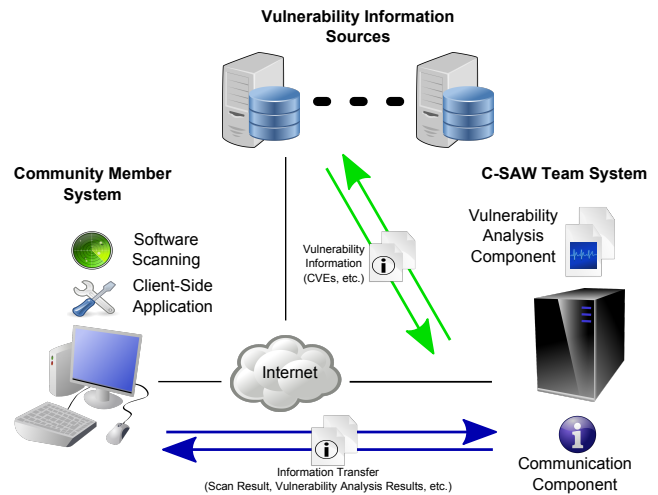 Vulnerability Information
Sources
Community Member
System
C-SAW Team System
Software
Scanning
Client-Side
Application
Vulnerability
Analysis
Component
Vulnerability
Information
(CVEs, etc.)
Internet
Information Transfer
(Scan Result, Vulnerability Analysis Results, etc.)
Communication
Component